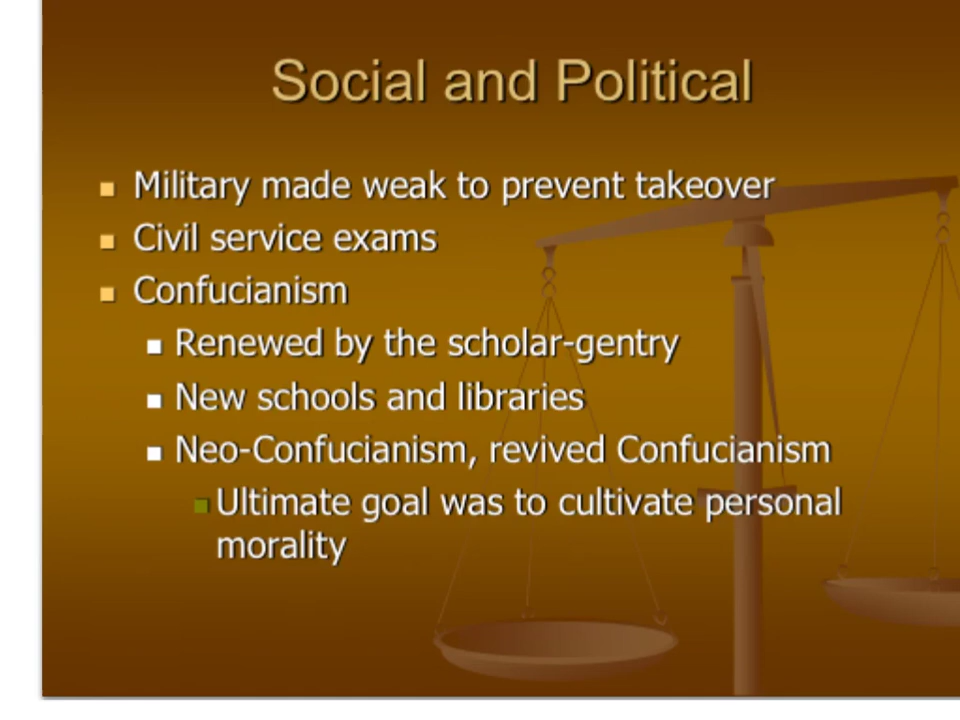 Social and Political
Military made weak to prevent takeover
Civil service exams
Confucianism
Renewed by the scholar-gentry
New schools and libraries
Neo-Confucianism, revived Confucianism
Ultimate goal was to cultivate personal
morality